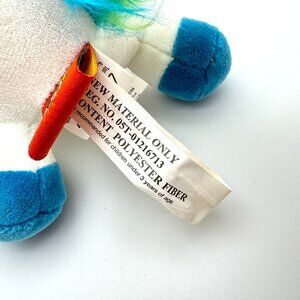 NEW MATERIAL ONLY
REG. NO. 05T-01216713
CONTENT POLYESTER FIBER
recommended for children under 3 years of age